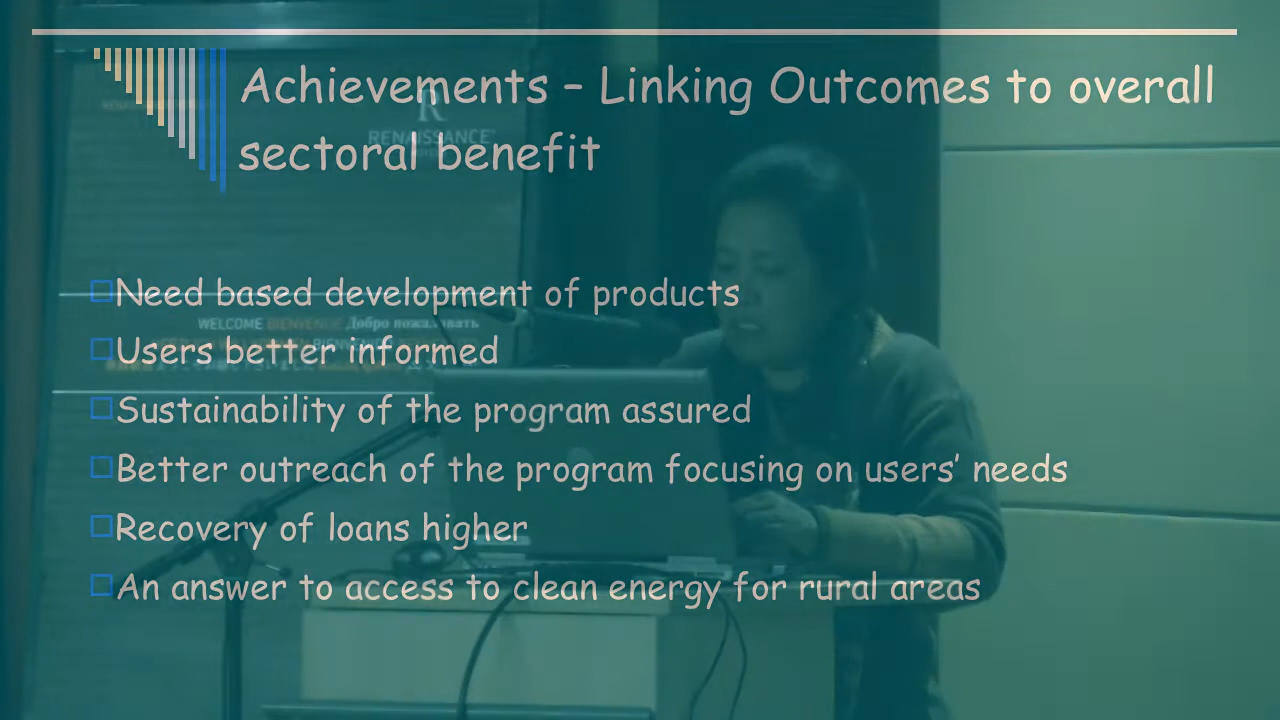 Achievements – Linking Outcomes to overall
sectoral benefit
R
RENAISSANCE
Need based development of products
WELCOME BIENVENUE Добро пожаловать
Users better informed
Sustainability of the program assured
Better outreach of the program focusing on users’ needs
Recovery of loans higher
An answer to access to clean energy for rural areas